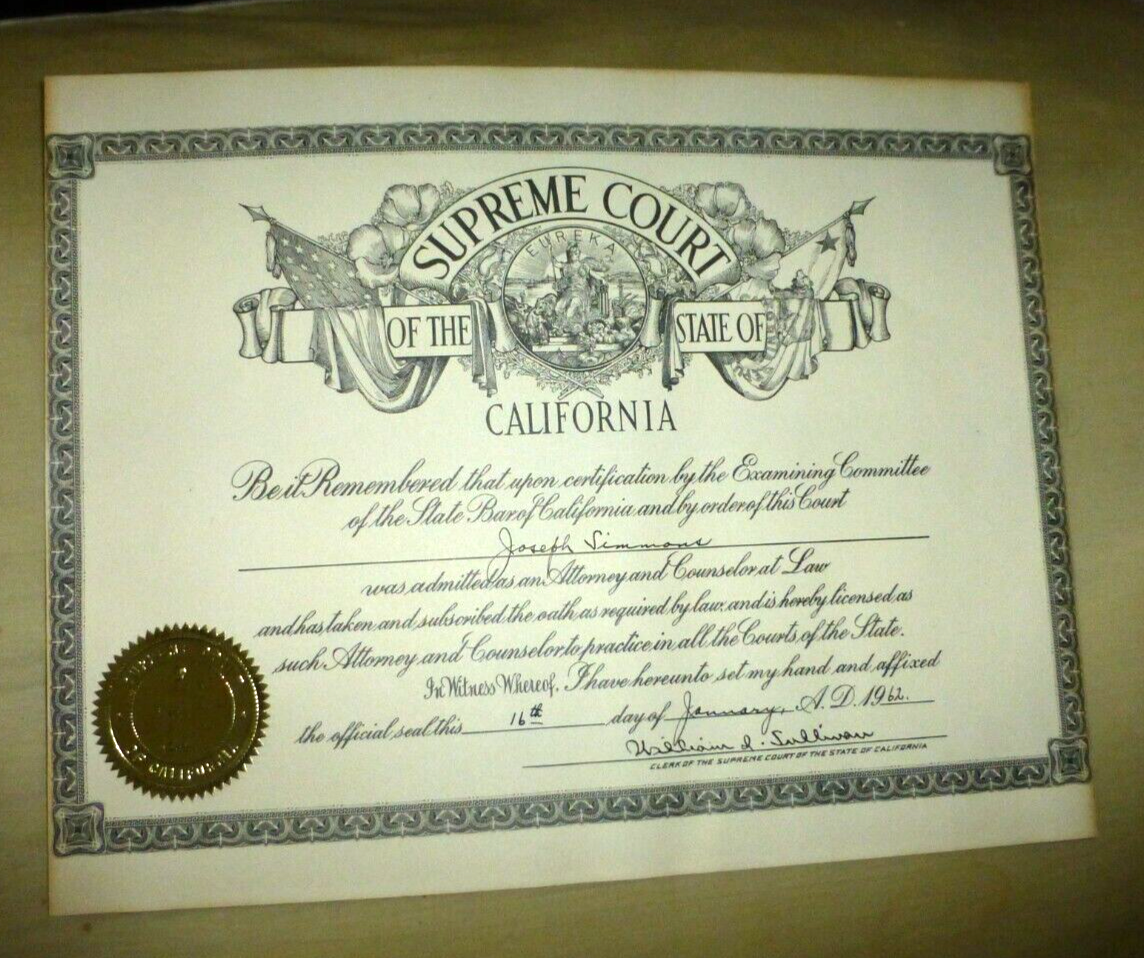 SUPREME COURT
EUREKA
OF THE STATE OF
CALIFORNIA
Be it Remembered that upon certification by the Examining Committee
of the State Bar of California and by order of this Court
Joseph Simmons
was admitted as an Attorney and Counselor at Law
and has taken and subscribed the oath as required by law, and is hereby licensed as
such Attorney and Counselor, to practice in all the Courts of the State.
In Witness Whereof, I have hereunto set my hand and affixed
the official seal this 16th day of January, A.D. 1962.
William I. Sullivan
CLERK OF THE SUPREME COURT OF THE STATE OF CALIFORNIA
OF CALIFORNIA